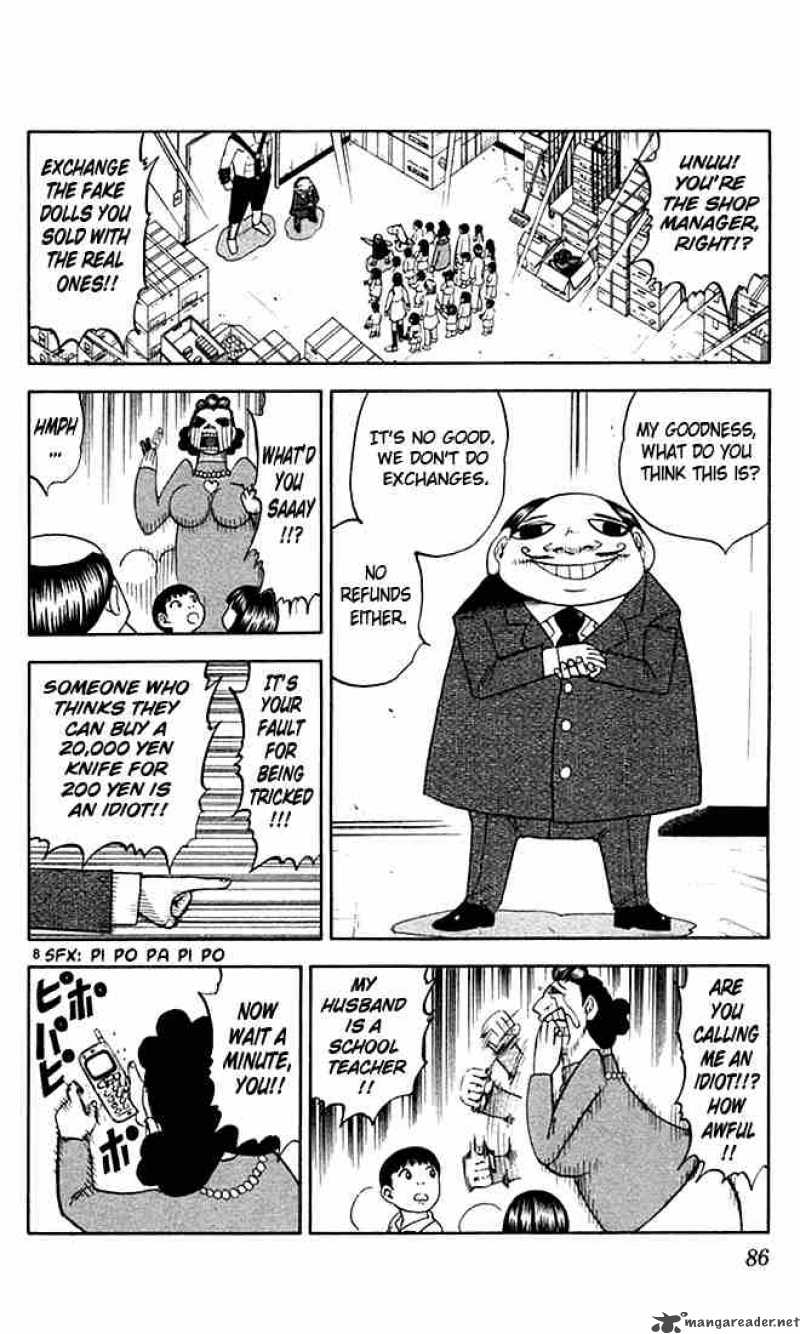 UNUU!
YOU'RE
THE SHOP
MANAGER,
RIGHT!?
EXCHANGE
THE FAKE
DOLLS YOU
SOLD WITH
THE REAL
ONES!!
MY GOODNESS,
WHAT DO YOU
THINK THIS IS?
IT'S NO GOOD.
WE DON'T DO
EXCHANGES.
NO
REFUNDS
EITHER.
WHAT'D
YOU
SAAAY
!!?
HMPH
...
IT'S
YOUR
FAULT
FOR
BEING
TRICKED
!!!
SOMEONE WHO
THINKS THEY
CAN BUY A
20,000 YEN
KNIFE FOR
200 YEN IS
AN IDIOT!!
8 SFX: PI PO PA PI PO
ARE
YOU
CALLING
ME AN
IDIOT!!?
HOW
AWFUL
!!
MY
HUSBAND
IS A
SCHOOL
TEACHER
!!
NOW
WAIT A
MINUTE,
YOU!!
ピポ
パピ
ポ
86
mangareader.net